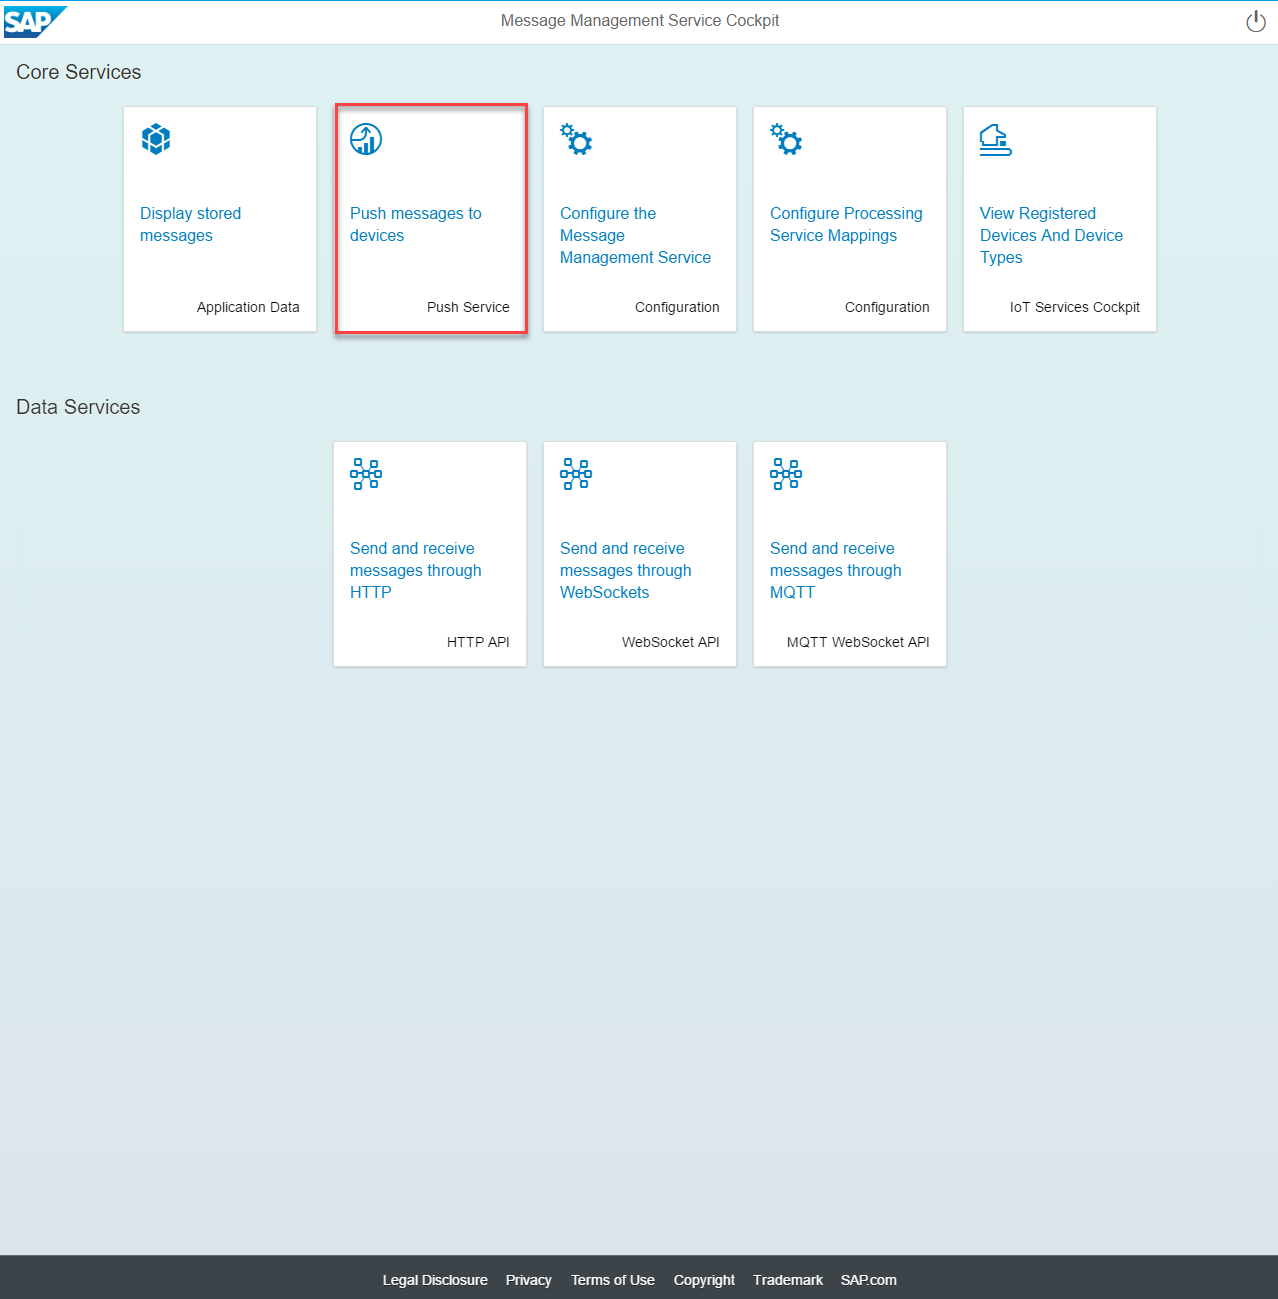 SAP
Message Management Service Cockpit
Core Services
Display stored
messages
Application Data
Push messages to
devices
Push Service
Configure the
Message
Management Service
Configuration
Configure Processing
Service Mappings
Configuration
View Registered
Devices And Device
Types
IoT Services Cockpit
Data Services
Send and receive
messages through
HTTP
HTTP API
Send and receive
messages through
WebSockets
WebSocket API
Send and receive
messages through
MQTT
MQTT WebSocket API
Legal Disclosure Privacy Terms of Use Copyright Trademark SAP.com